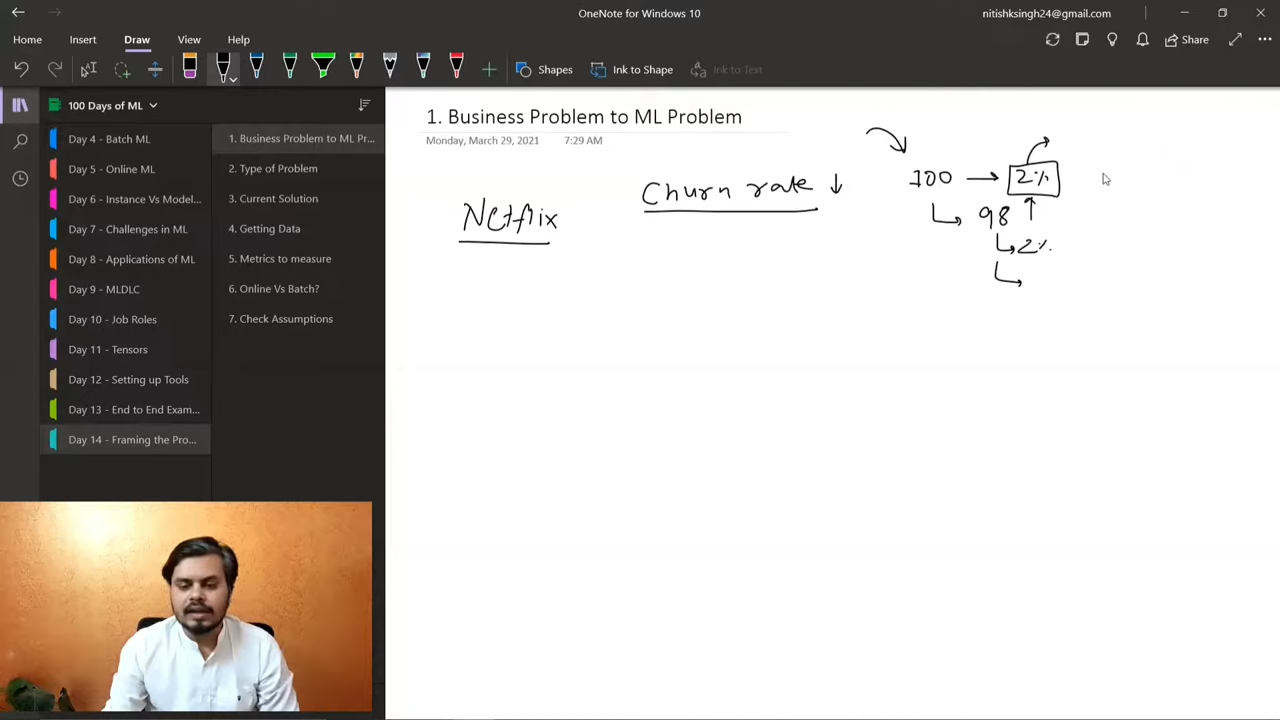 OneNote for Windows 10
nitishksingh24@gmail.com
Home Insert Draw View Help
Share
Shapes Ink to Shape Ink to Text
100 Days of ML
Day 4 - Batch ML
Day 5 - Online ML
Day 6 - Instance Vs Model...
Day 7 - Challenges in ML
Day 8 - Applications of ML
Day 9 - MLDLC
Day 10 - Job Roles
Day 11 - Tensors
Day 12 - Setting up Tools
Day 13 - End to End Exam...
Day 14 - Framing the Pro...
1. Business Problem to ML Pr...
2. Type of Problem
3. Current Solution
4. Getting Data
5. Metrics to measure
6. Online Vs Batch?
7. Check Assumptions
1. Business Problem to ML Problem
Monday, March 29, 2021 7:29 AM
Netflix
Churn rate ↓
100 → 2%
98 ↑
2%